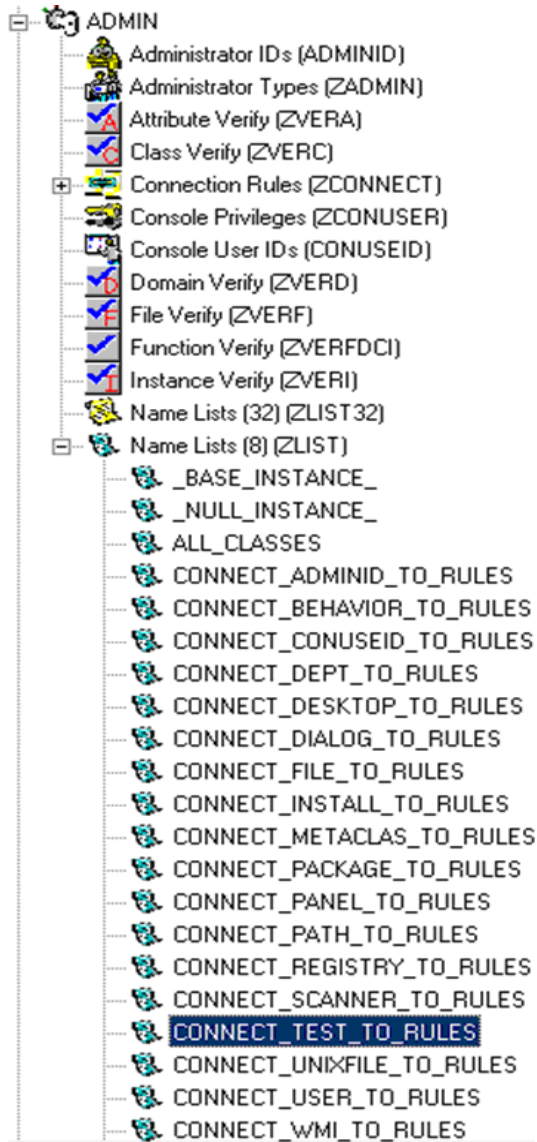 ADMIN
Administrator IDs (ADMINID)
Administrator Types (ZADMIN)
Attribute Verify (ZVERA)
Class Verify (ZVERC)
Connection Rules (ZCONNECT)
Console Privileges (ZCONUSER)
Console User IDs (CONUSEID)
Domain Verify (ZVERD)
File Verify (ZVERF)
Function Verify (ZVERFDCI)
Instance Verify (ZVERI)
Name Lists (32) (ZLIST32)
Name Lists (8) (ZLIST)
_BASE_INSTANCE_
_NULL_INSTANCE_
ALL_CLASSES
CONNECT_ADMINID_TO_RULES
CONNECT_BEHAVIOR_TO_RULES
CONNECT_CONUSEID_TO_RULES
CONNECT_DEPT_TO_RULES
CONNECT_DESKTOP_TO_RULES
CONNECT_DIALOG_TO_RULES
CONNECT_FILE_TO_RULES
CONNECT_INSTALL_TO_RULES
CONNECT_METACLAS_TO_RULES
CONNECT_PACKAGE_TO_RULES
CONNECT_PANEL_TO_RULES
CONNECT_PATH_TO_RULES
CONNECT_REGISTRY_TO_RULES
CONNECT_SCANNER_TO_RULES
CONNECT_TEST_TO_RULES
CONNECT_UNIXFILE_TO_RULES
CONNECT_USER_TO_RULES
CONNECT_WMI_TO_RULES